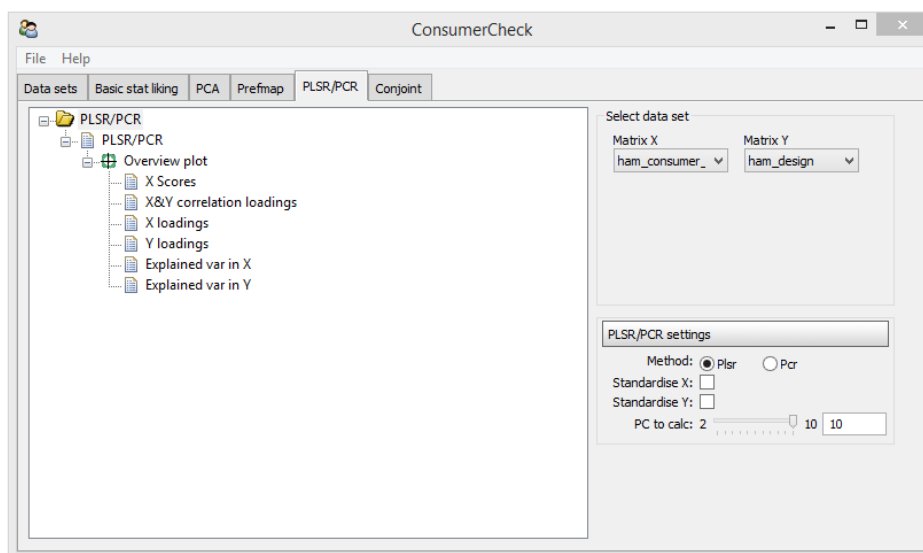 ConsumerCheck
File Help
Data sets Basic stat liking PCA Prefmap PLSR/PCR Conjoint
PLSR/PCR
PLSR/PCR
Overview plot
X Scores
X&Y correlation loadings
X loadings
Y loadings
Explained var in X
Explained var in Y
Select data set
Matrix X Matrix Y
ham_consumer_ ham_design
PLSR/PCR settings
Method: Plsr Pcr
Standardise X:
Standardise Y:
PC to calc: 2 10 10